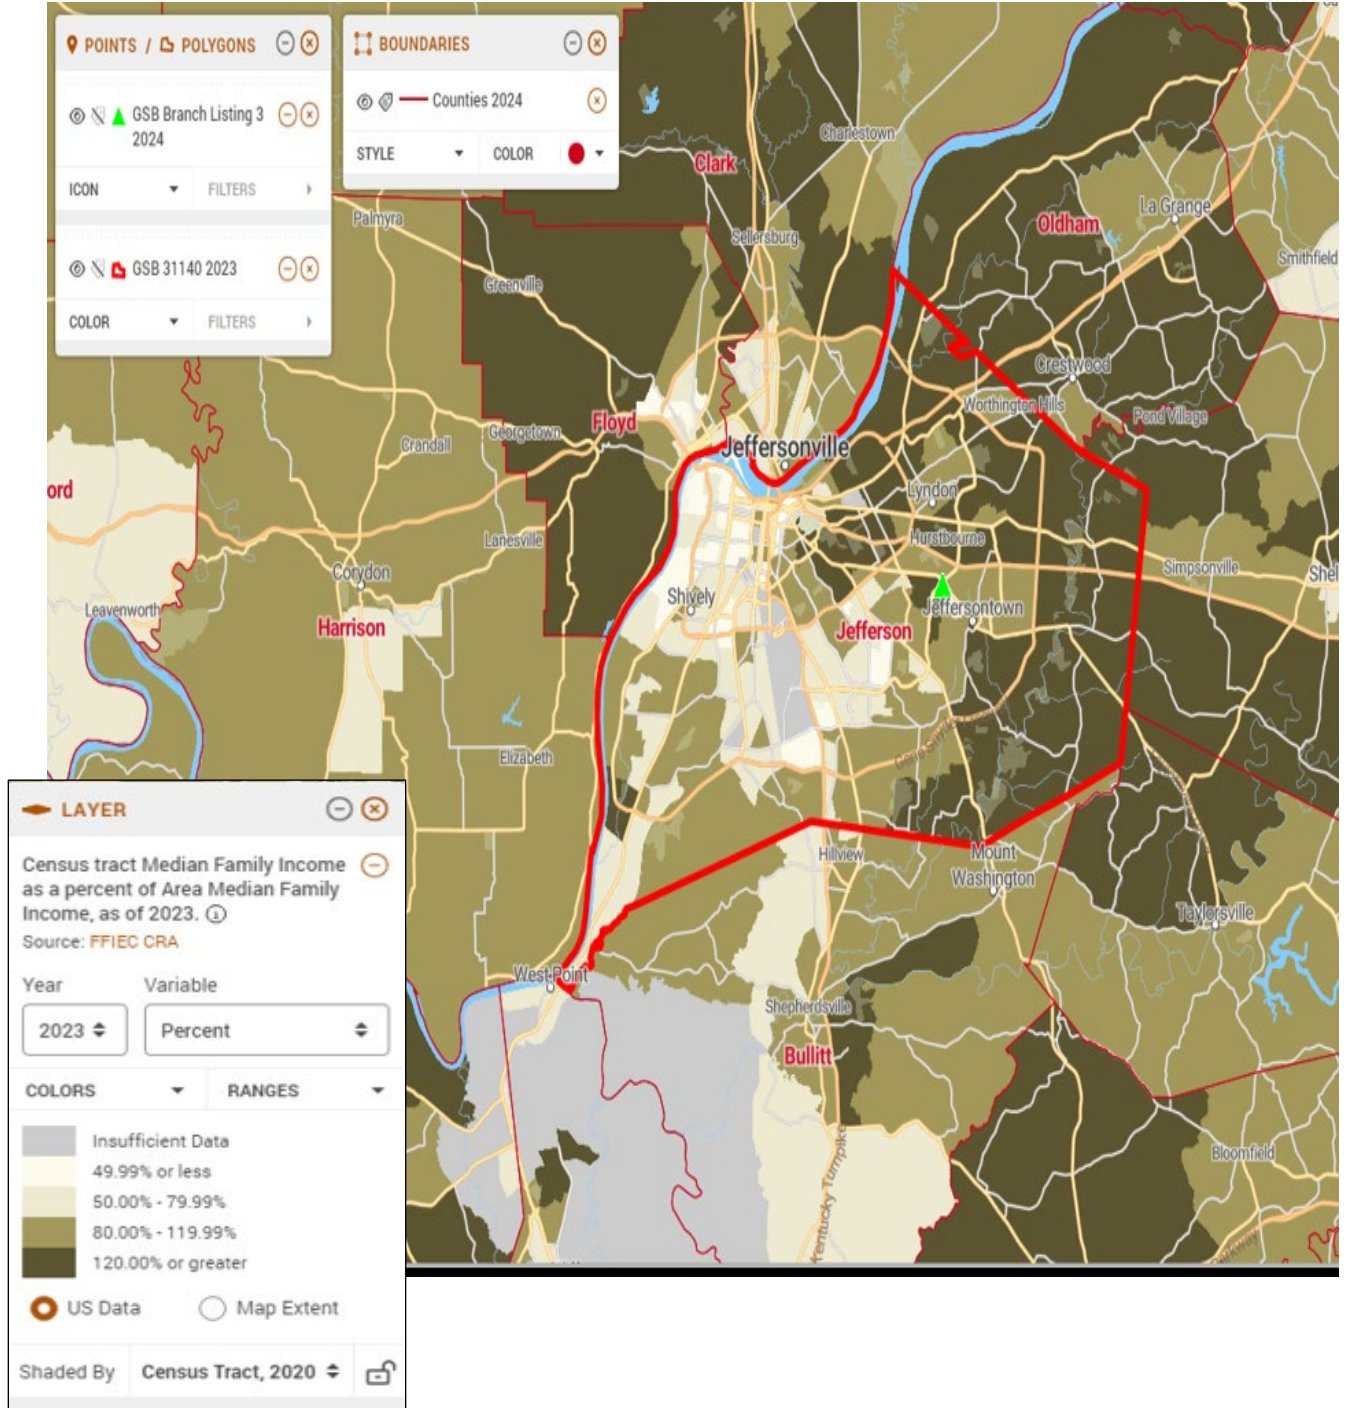 POINTS / POLYGONS
GSB Branch Listing 3
2024
ICON
FILTERS
GSB 31140 2023
COLOR
FILTERS
BOUNDARIES
Counties 2024
STYLE
COLOR
Charlestown
Clark
La Grange
Oldham
Palmyra
Sellersburg
Smithfield
Greenville
Crestwood
Worthington Hills
Pond Village
Floyd
Georgetown
Crandall
Jeffersonville
ord
Lyndon
Hurstbourne
Lanesville
Simpsonville
Corydon
Shel
Leavenworth
Shively
Jeffersontown
Harrison
Jefferson
Elizabeth
Hillview
Mount
Washington
Taylorsville
West Point
Shepherdsville
Bullitt
Kentucky Turnpike
Bloomfield
LAYER
Census tract Median Family Income
as a percent of Area Median Family
Income, as of 2023.
Source: FFIEC CRA
Year
Variable
2023
Percent
COLORS
RANGES
Insufficient Data
49.99% or less
50.00% - 79.99%
80.00% - 119.99%
120.00% or greater
US Data
Map Extent
Shaded By
Census Tract, 2020